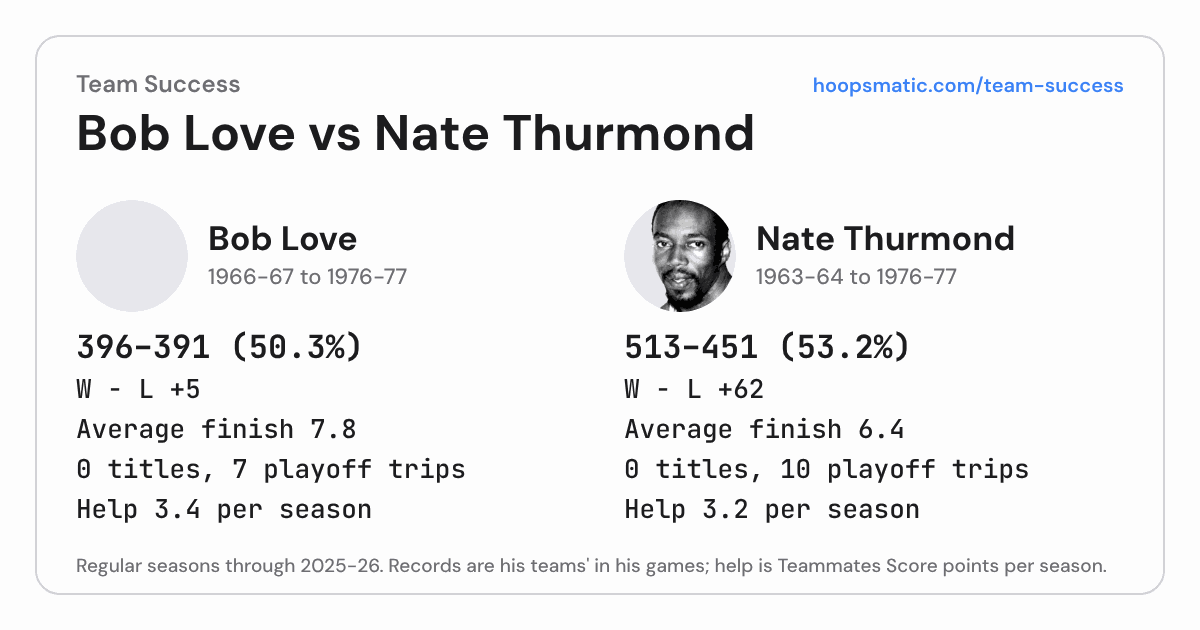 Team Success
hoopsmatic.com/team-success
Bob Love vs Nate Thurmond
Bob Love
1966–67 to 1976–77
396–391 (50.3%)
W - L +5
Average finish 7.8
0 titles, 7 playoff trips
Help 3.4 per season
Nate Thurmond
1963–64 to 1976–77
513–451 (53.2%)
W - L +62
Average finish 6.4
0 titles, 10 playoff trips
Help 3.2 per season
Regular seasons through 2025-26. Records are his teams' in his games; help is Teammates Score points per season.